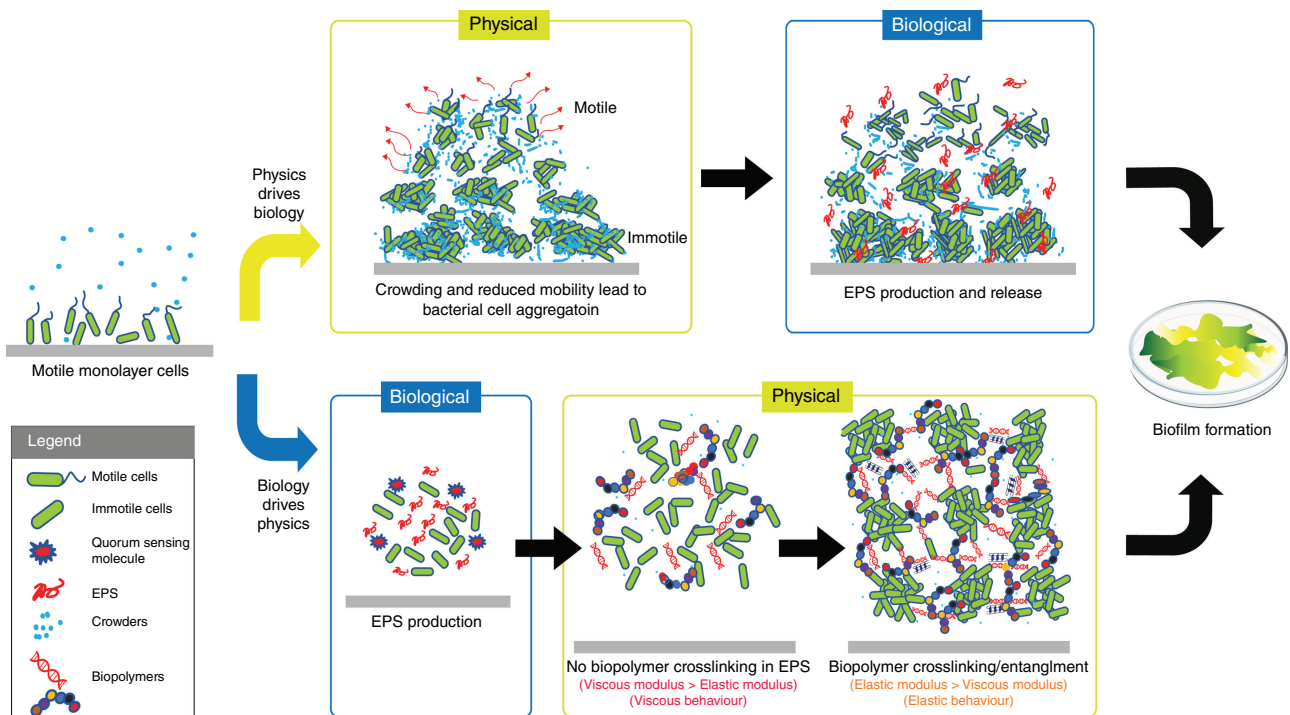 Physical
Biological
Motile
Immotile
Physics
drives
biology
Crowding and reduced mobility lead to
bacterial cell aggregatoin
EPS production and release
Motile monolayer cells
Biofilm formation
Biology
drives
physics
Biological
Physical
EPS production
No biopolymer crosslinking in EPS
(Viscous modulus > Elastic modulus)
(Viscous behaviour)
Biopolymer crosslinking/entanglment
(Elastic modulus > Viscous modulus)
(Elastic behaviour)
Legend
Motile cells
Immotile cells
Quorum sensing
molecule
EPS
Crowders
Biopolymers